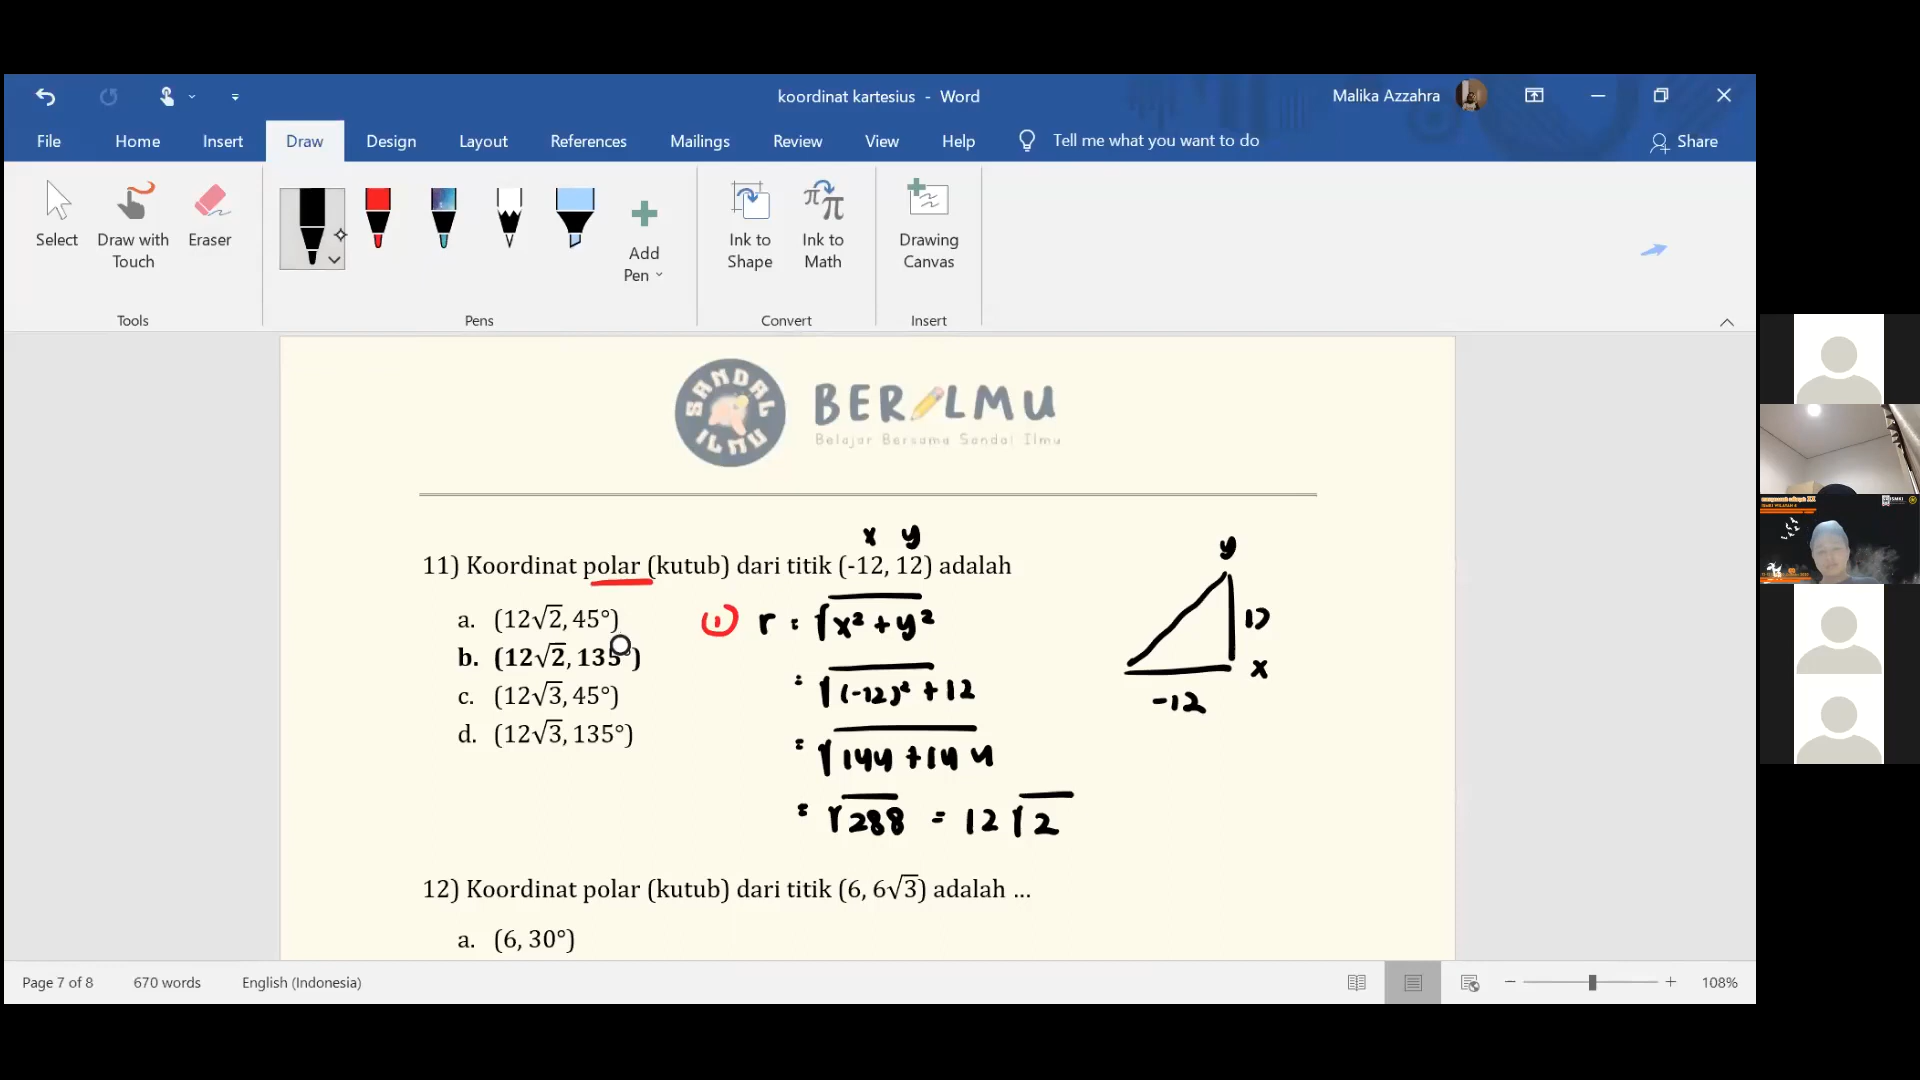 koordinat kartesius - Word
Malika Azzahra
File Home Insert Draw Design Layout References Mailings Review View Help Tell me what you want to do Share
Select
Draw with Touch
Eraser
Add Pen
Ink to Shape
Ink to Math
Drawing Canvas
Tools Pens Convert Insert
SANDAL ILMU
BER/LMU
Belajar Bersama Sandal Ilmu
x y
11) Koordinat polar (kutub) dari titik (-12, 12) adalah
a. (12√2, 45°)
b. (12√2, 135°)
c. (12√3, 45°)
d. (12√3, 135°)
① r = √x² + y²
= √(-12)² + 12
= √144 + 144
= √288 = 12√2
y
12
x
-12
12) Koordinat polar (kutub) dari titik (6, 6√3) adalah ...
a. (6, 30°)
Page 7 of 8 670 words English (Indonesia) 108%